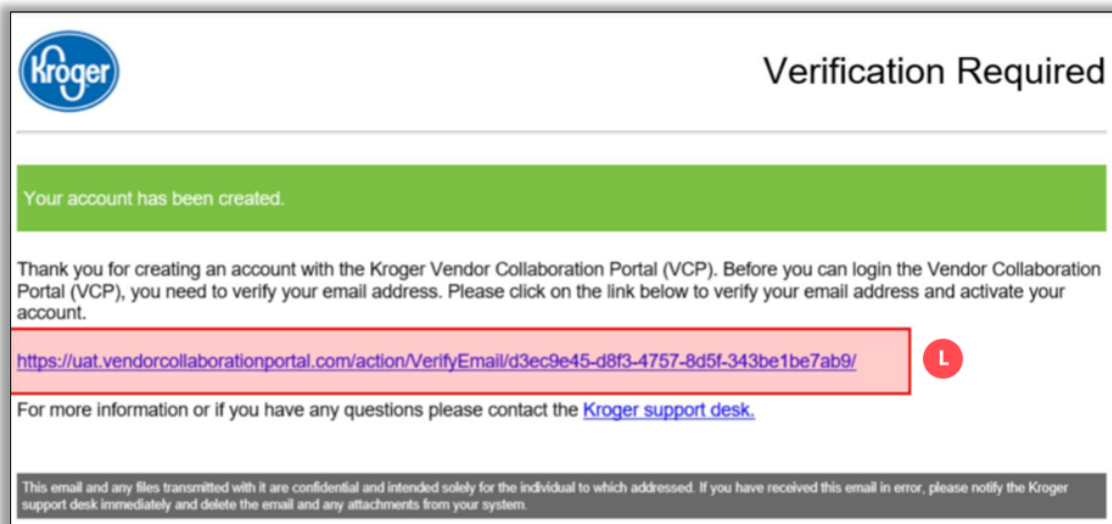 Kroger
Verification Required
Your account has been created.
Thank you for creating an account with the Kroger Vendor Collaboration Portal (VCP). Before you can login the Vendor Collaboration
Portal (VCP), you need to verify your email address. Please click on the link below to verify your email address and activate your
account.
https://uat.vendorcollaborationportal.com/action/VerifyEmail/d3ec9e45-d8f3-4757-8d5f-343be1be7ab9/
L
For more information or if you have any questions please contact the Kroger support desk.
This email and any files transmitted with it are confidential and intended solely for the individual to which addressed. If you have received this email in error, please notify the Kroger
support desk immediately and delete the email and any attachments from your system.